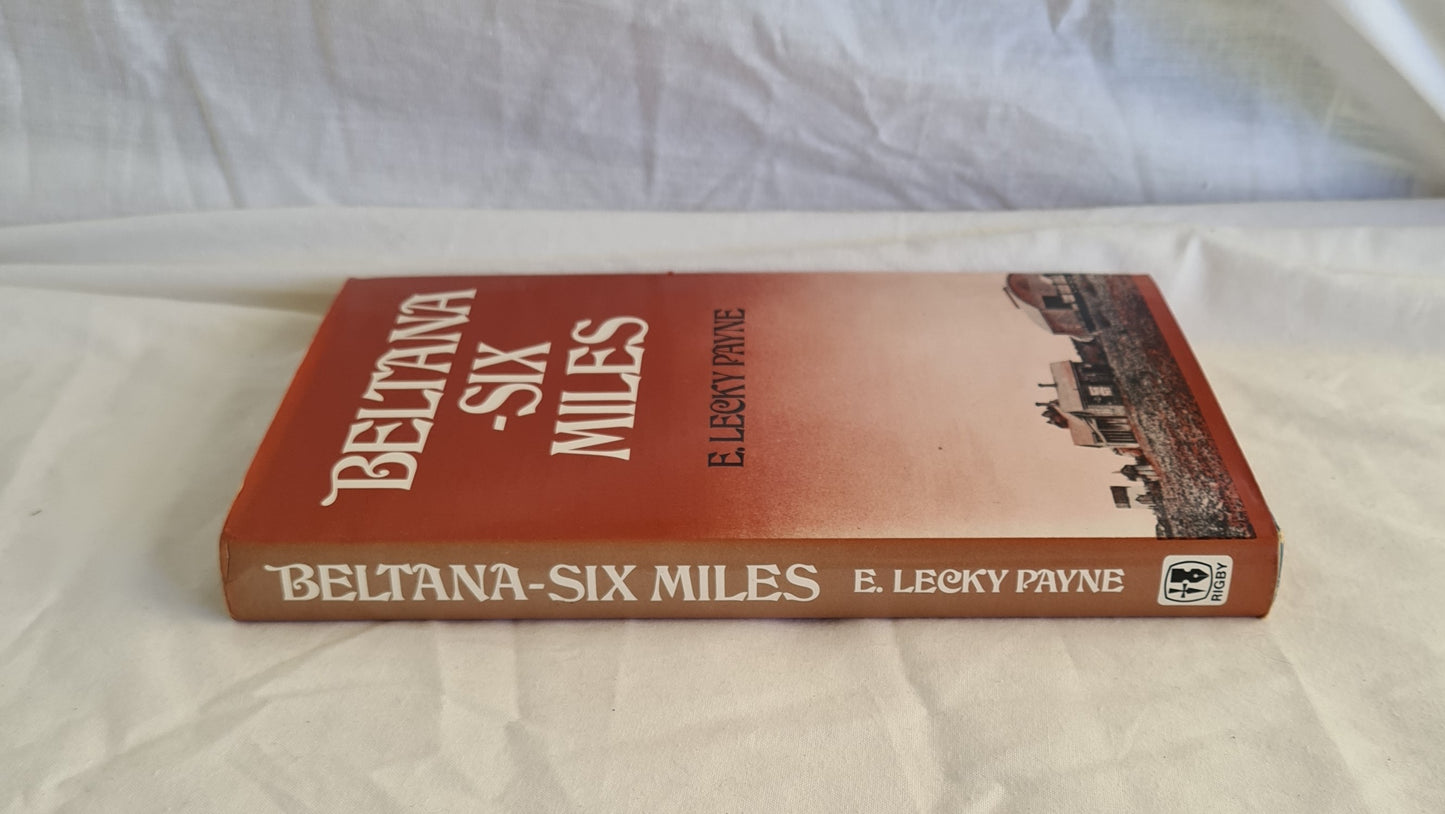 BELTANA
-SIX
MILES
E. LECKY PAYNE
BELTANA-SIX MILES E. LECKY PAYNE RIGBY